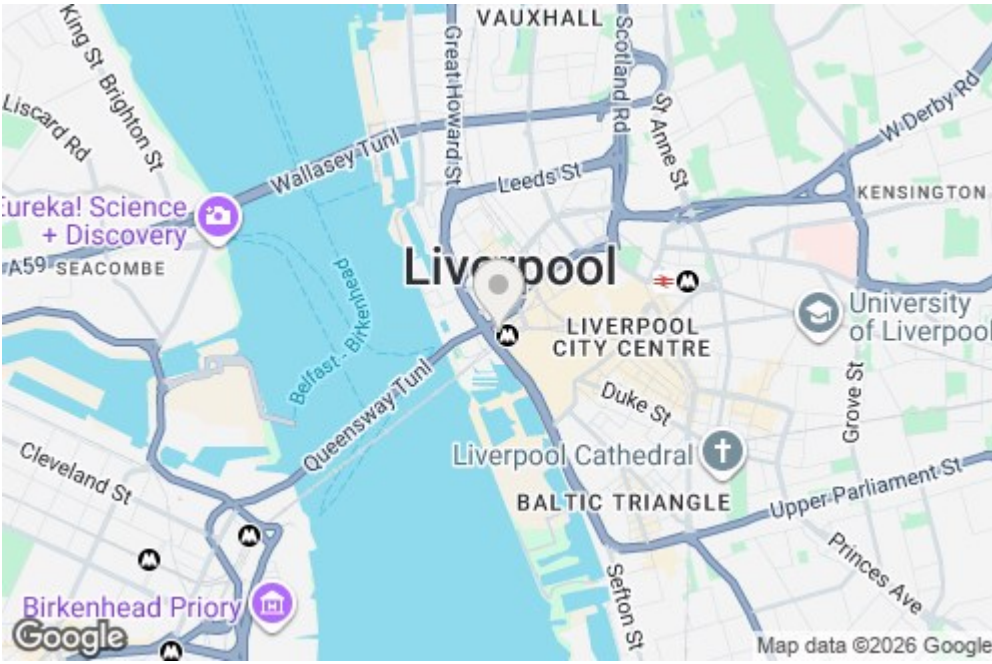 VAUXHALL
King St
Brighton St
Great Howard St
Scotland Rd
St Anne St
W Derby Rd
Liscard Rd
Wallasey Tunl
Leeds St
KENSINGTON
Eureka! Science
+ Discovery
A59
SEACOMBE
Liverpool
Belfast - Birkenhead
LIVERPOOL
CITY CENTRE
University
of Liverpool
Queensway Tunl
Duke St
Grove St
Cleveland St
Liverpool Cathedral
BALTIC TRIANGLE
Upper Parliament St
Princes Ave
Sefton St
Birkenhead Priory
Google
Map data ©2026 Google